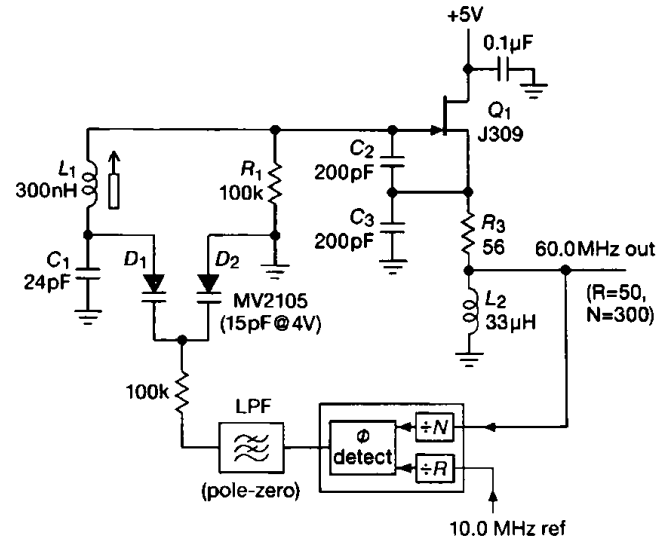 +5V
0.1µF
Q1
J309
L1
300nH
R1
100k
C2
200pF
C3
200pF
R3
56
60.0MHz out
(R=50,
N=300)
C1
24pF
D1
D2
MV2105
(15pF@4V)
L2
33µH
100k
LPF
(pole-zero)
Φ
detect
÷N
÷R
10.0 MHz ref